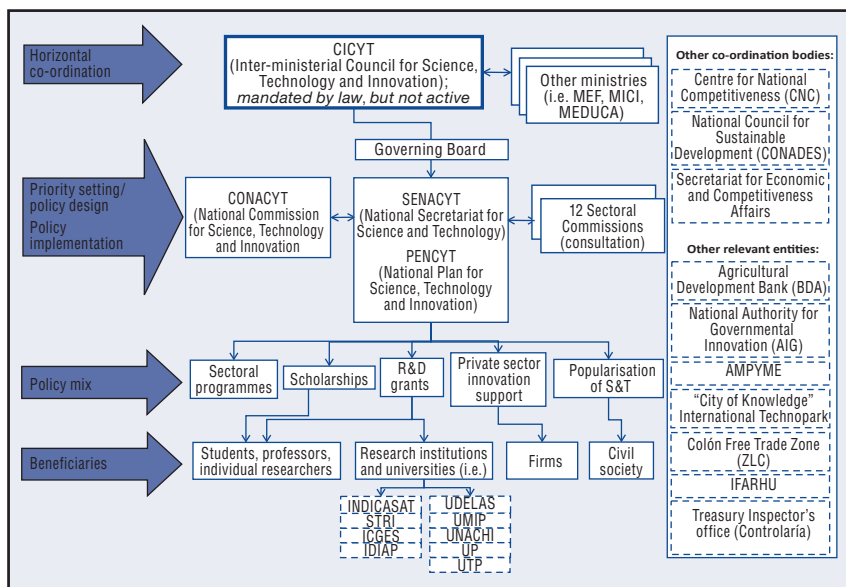 Horizontal
co-ordination
CICYT
(Inter-ministerial Council for Science,
Technology and Innovation);
mandated by law, but not active
Other ministries
(i.e. MEF, MICI,
MEDUCA)
Governing Board
Priority setting/
policy design
Policy
implementation
CONACYT
(National Commission
for Science, Technology
and Innovation
SENACYT
(National Secretariat for
Science and Technology)
PENCYT
(National Plan for
Science, Technology
and Innovation)
12 Sectoral
Commissions
(consultation)
Policy mix
Sectoral
programmes
Scholarships
R&D
grants
Private sector
innovation
support
Popularisation
of S&T
Beneficiaries
Students, professors,
individual researchers
Research institutions
and universities (i.e.)
Firms
Civil
society
INDICASAT
STRI
ICGES
IDIAP
UDELAS
UMIP
UNACHI
UP
UTP
Other co-ordination bodies:
Centre for National
Competitiveness (CNC)
National Council for
Sustainable
Development (CONADES)
Secretariat for Economic
and Competitiveness
Affairs
Other relevant entities:
Agricultural
Development Bank (BDA)
National Authority for
Governmental
Innovation (AIG)
AMPYME
“City of Knowledge”
International Technopark
Colón Free Trade Zone
(ZLC)
IFARHU
Treasury Inspector’s
office (Controlaría)